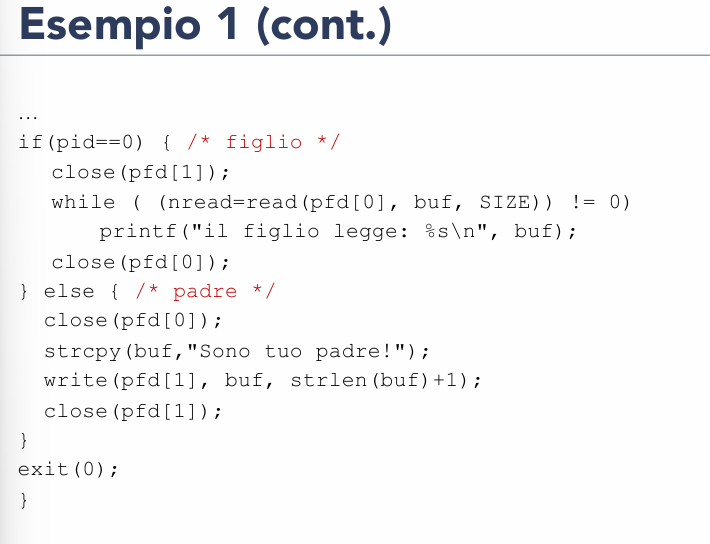 Esempio 1 (cont.)
…
if(pid==0) { /* figlio */
close(pfd[1]);
while ( (nread=read(pfd[0], buf, SIZE)) != 0)
printf("il figlio legge: %s\n", buf);
close(pfd[0]);
} else { /* padre */
close(pfd[0]);
strcpy(buf,"Sono tuo padre!");
write(pfd[1], buf, strlen(buf)+1);
close(pfd[1]);
}
exit(0);
}